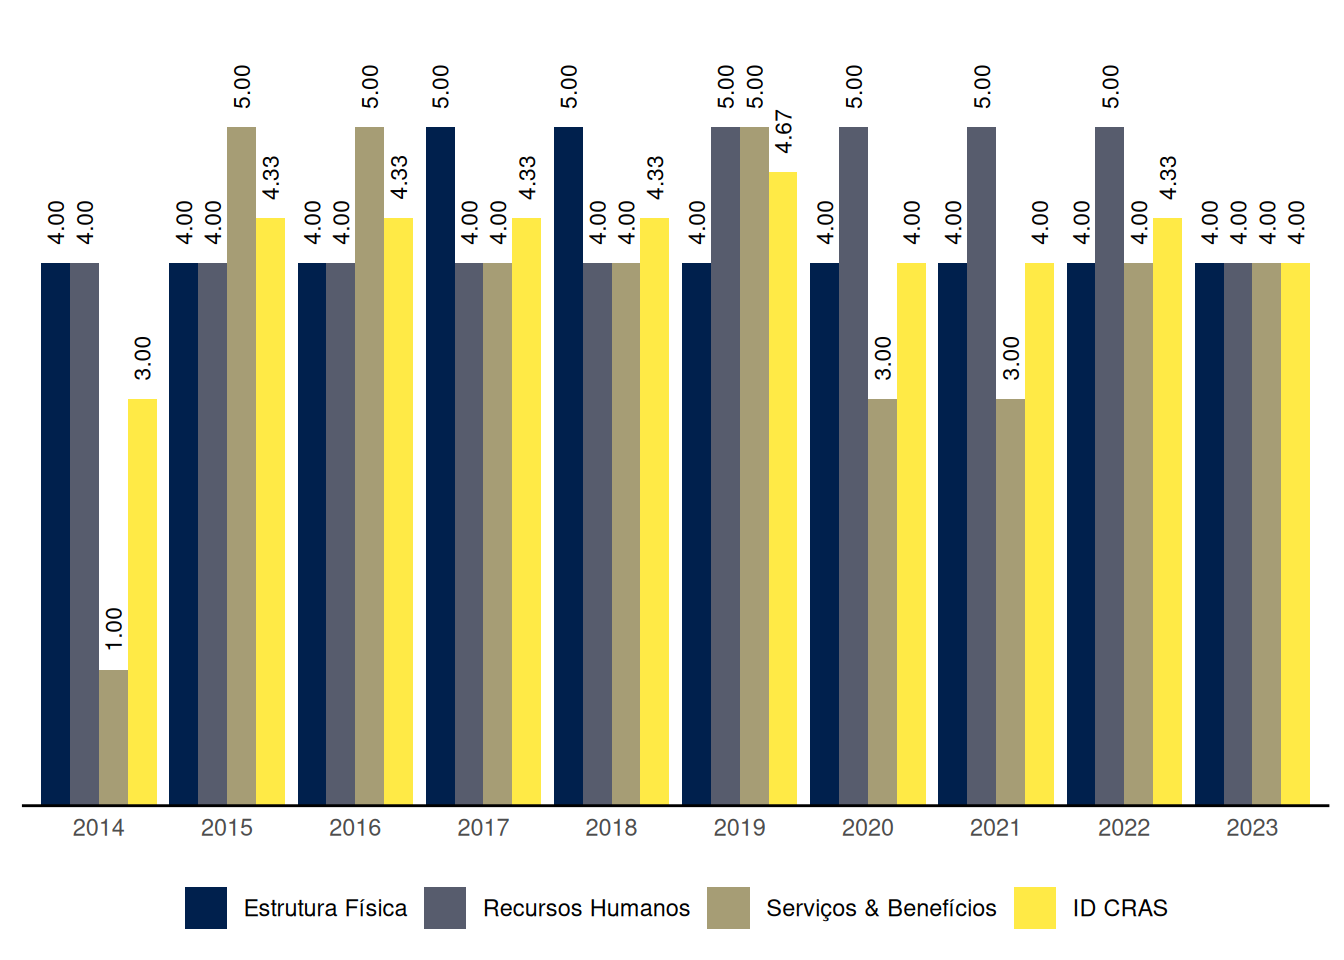 4.00 4.00 1.00 3.00
4.00 4.00 5.00 4.33
4.00 4.00 5.00 4.33
5.00 4.00 4.00 4.33
5.00 4.00 4.00 4.33
4.00 5.00 5.00 4.67
4.00 5.00 3.00 4.00
4.00 5.00 3.00 4.00
4.00 5.00 4.00 4.33
4.00 4.00 4.00 4.00
2014 2015 2016 2017 2018 2019 2020 2021 2022 2023
Estrutura Física Recursos Humanos Serviços & Benefícios ID CRAS